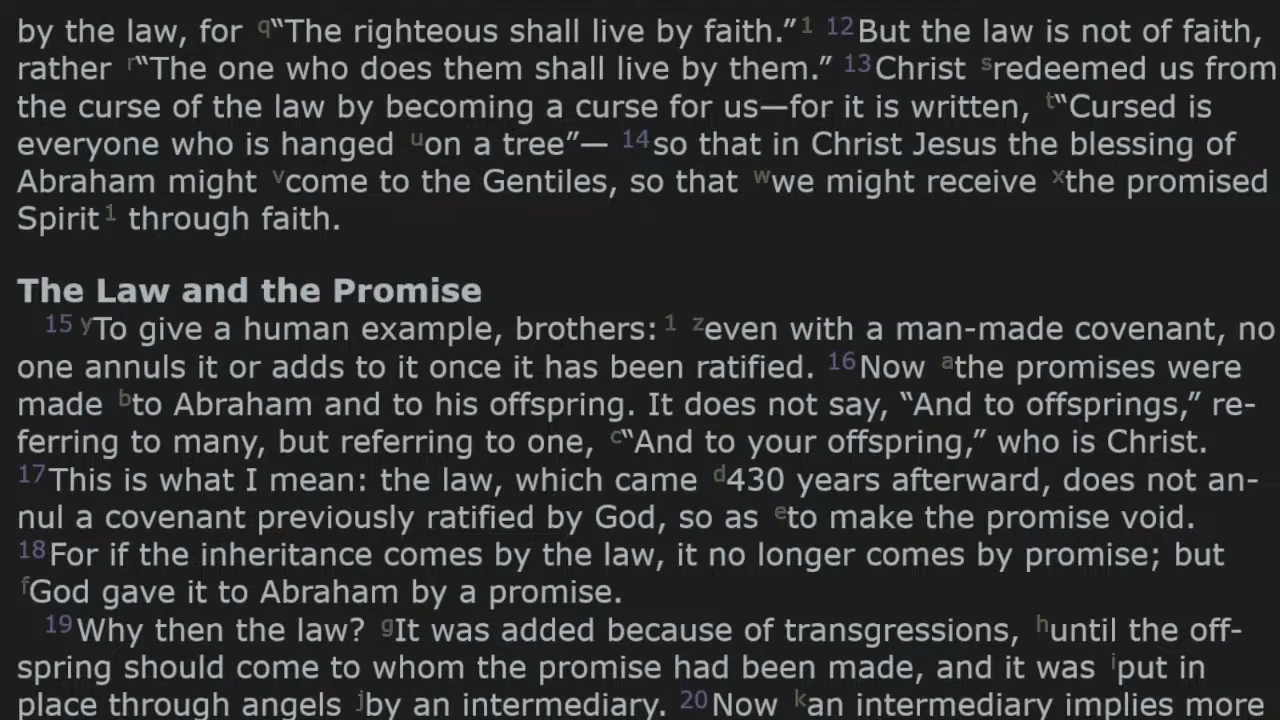 by the law, for q“The righteous shall live by faith.”1 12But the law is not of faith,
rather r“The one who does them shall live by them.” 13Christ sredeemed us from
the curse of the law by becoming a curse for us—for it is written, t“Cursed is
everyone who is hanged uon a tree”— 14so that in Christ Jesus the blessing of
Abraham might vcome to the Gentiles, so that wwe might receive xthe promised
Spirit1 through faith.
The Law and the Promise
15 yTo give a human example, brothers:1 zeven with a man-made covenant, no
one annuls it or adds to it once it has been ratified. 16Now athe promises were
made bto Abraham and to his offspring. It does not say, “And to offsprings,” re-
ferring to many, but referring to one, c“And to your offspring,” who is Christ.
17This is what I mean: the law, which came d430 years afterward, does not an-
nul a covenant previously ratified by God, so as eto make the promise void.
18For if the inheritance comes by the law, it no longer comes by promise; but
fGod gave it to Abraham by a promise.
19Why then the law? gIt was added because of transgressions, huntil the off-
spring should come to whom the promise had been made, and it was iput in
place through angels jby an intermediary. 20Now kan intermediary implies more